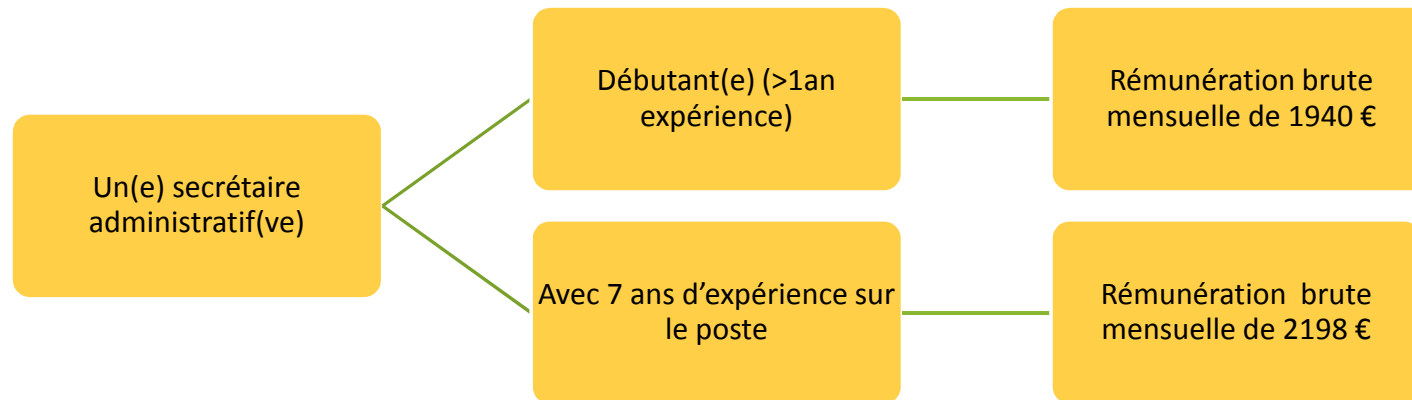 Un(e) secrétaire
administratif(ve)
Débutant(e) (>1an
expérience)
Rémunération brute
mensuelle de 1940 €
Avec 7 ans d’expérience sur
le poste
Rémunération  brute
mensuelle de 2198 €